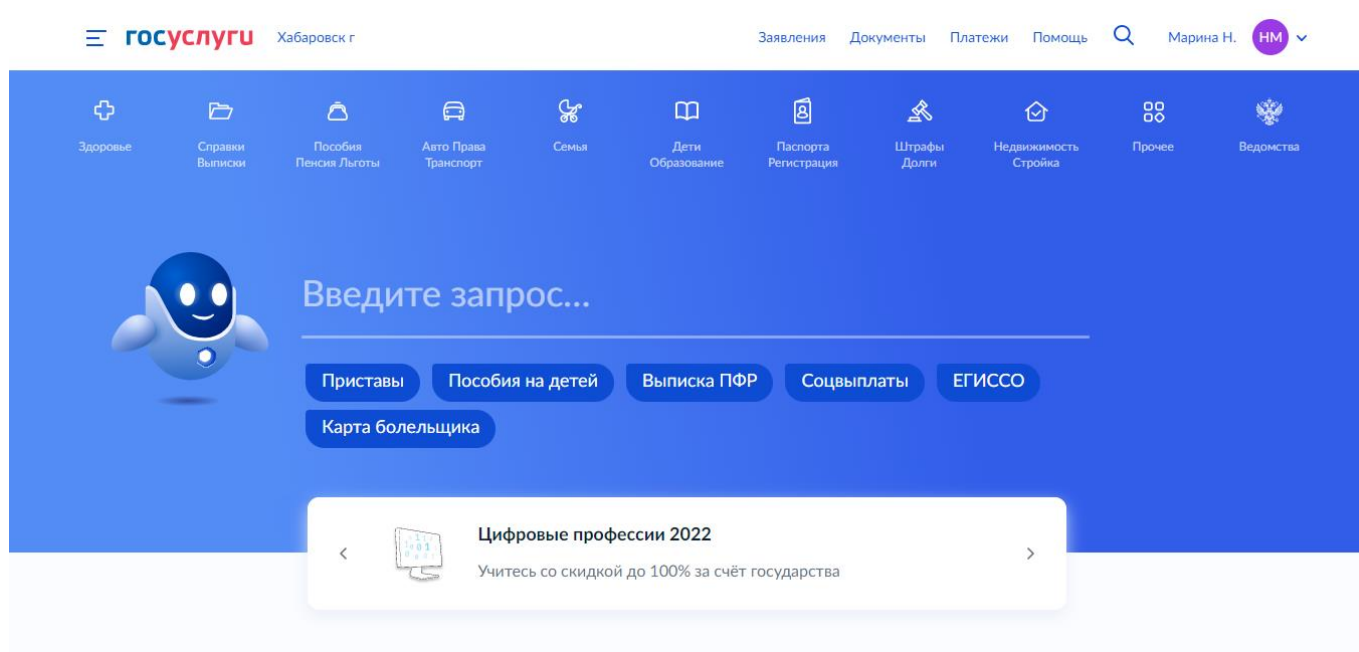 госуслуги
Хабаровск г
Заявления
Документы
Платежи
Помощь
Марина Н.
НМ
Здоровье
Справки
Выписки
Пособия
Пенсия Льготы
Авто Права
Транспорт
Семья
Дети
Образование
Паспорта
Регистрация
Штрафы
Долги
Недвижимость
Стройка
Прочее
Ведомства
Введите запрос...
Приставы
Пособия на детей
Выписка ПФР
Соцвыплаты
ЕГИССО
Карта болельщика
Цифровые профессии 2022
Учитесь со скидкой до 100% за счёт государства